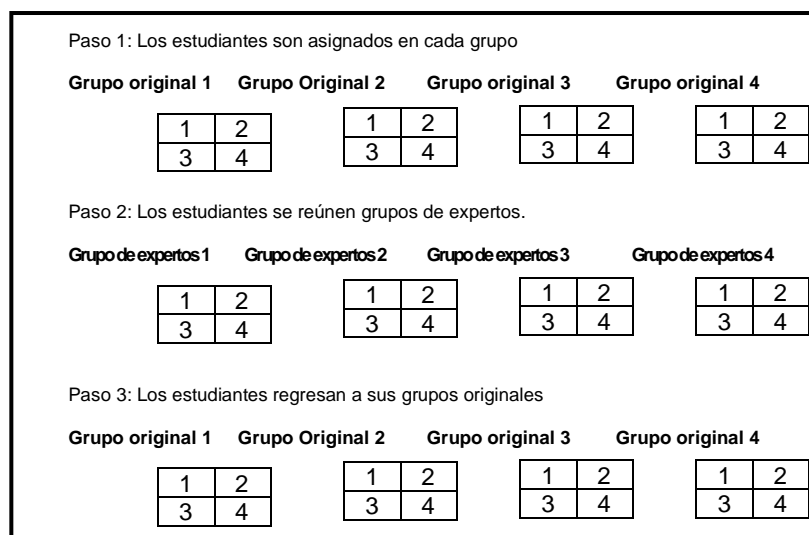 Paso 1: Los estudiantes son asignados en cada grupo
Grupo original 1 Grupo Original 2 Grupo original 3 Grupo original 4
1 2 1 2 1 2 1 2
3 4 3 4 3 4 3 4
Paso 2: Los estudiantes se reúnen grupos de expertos.
Grupo de expertos 1 Grupo de expertos 2 Grupo de expertos 3 Grupo de expertos 4
1 2 1 2 1 2 1 2
3 4 3 4 3 4 3 4
Paso 3: Los estudiantes regresan a sus grupos originales
Grupo original 1 Grupo Original 2 Grupo original 3 Grupo original 4
1 2 1 2 1 2 1 2
3 4 3 4 3 4 3 4